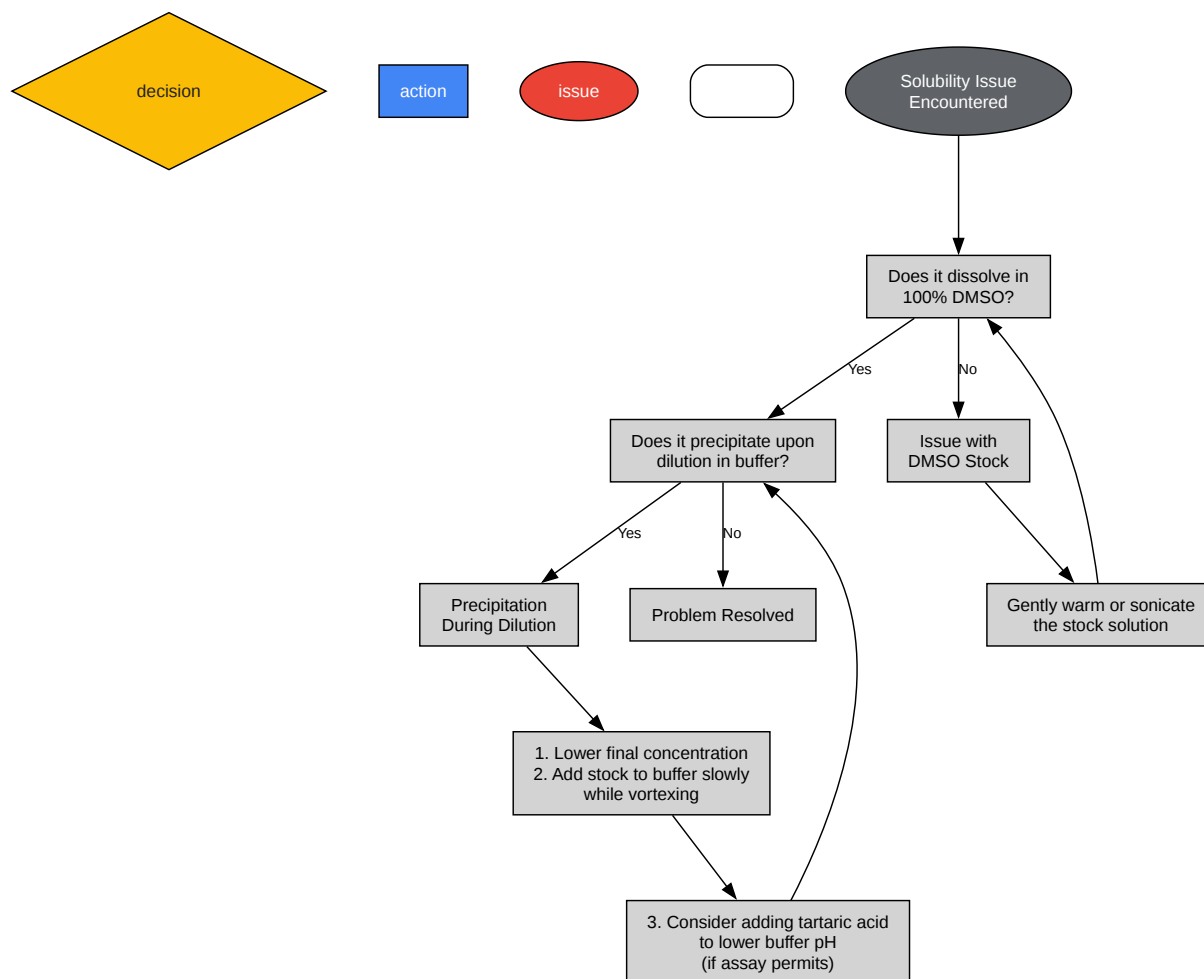 decision
action
issue
Solubility Issue
Encountered
Does it dissolve in
100% DMSO?
Yes
No
Does it precipitate upon
dilution in buffer?
Issue with
DMSO Stock
Yes
No
Precipitation
During Dilution
Problem Resolved
Gently warm or sonicate
the stock solution
1. Lower final concentration
2. Add stock to buffer slowly
while vortexing
3. Consider adding tartaric acid
to lower buffer pH
(if assay permits)